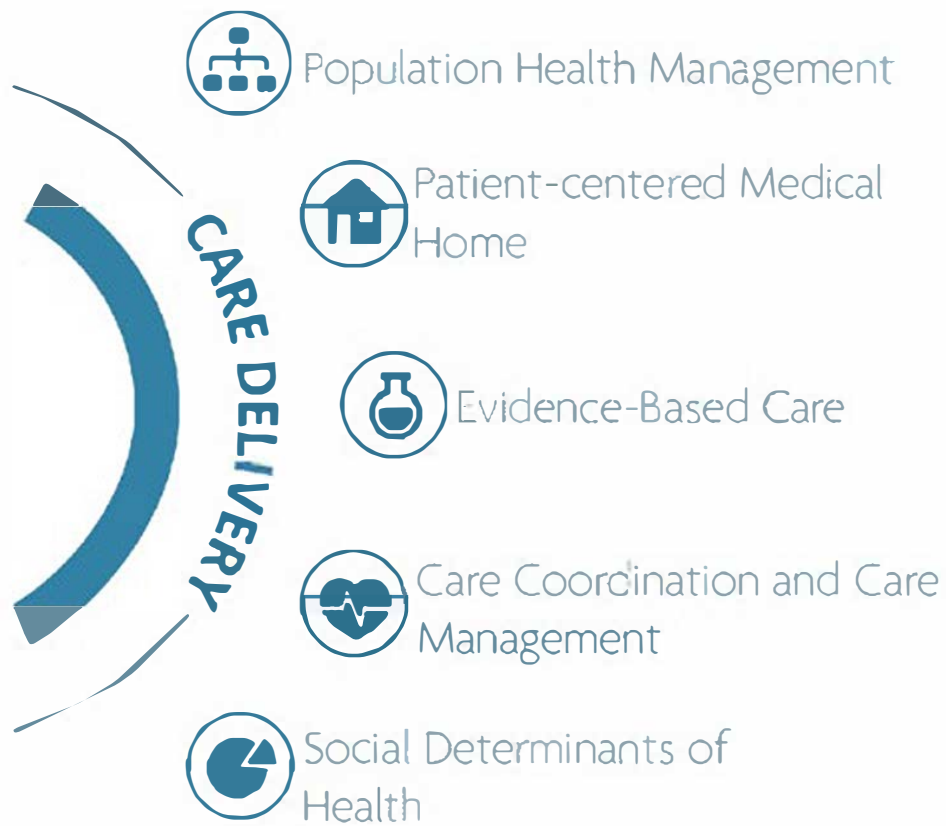 Population Health Management
Patient-centered Medical
Home
CARE DELIVERY
Evidence-Based Care
Care Coordination and Care
Management
Social Determinants of
Health